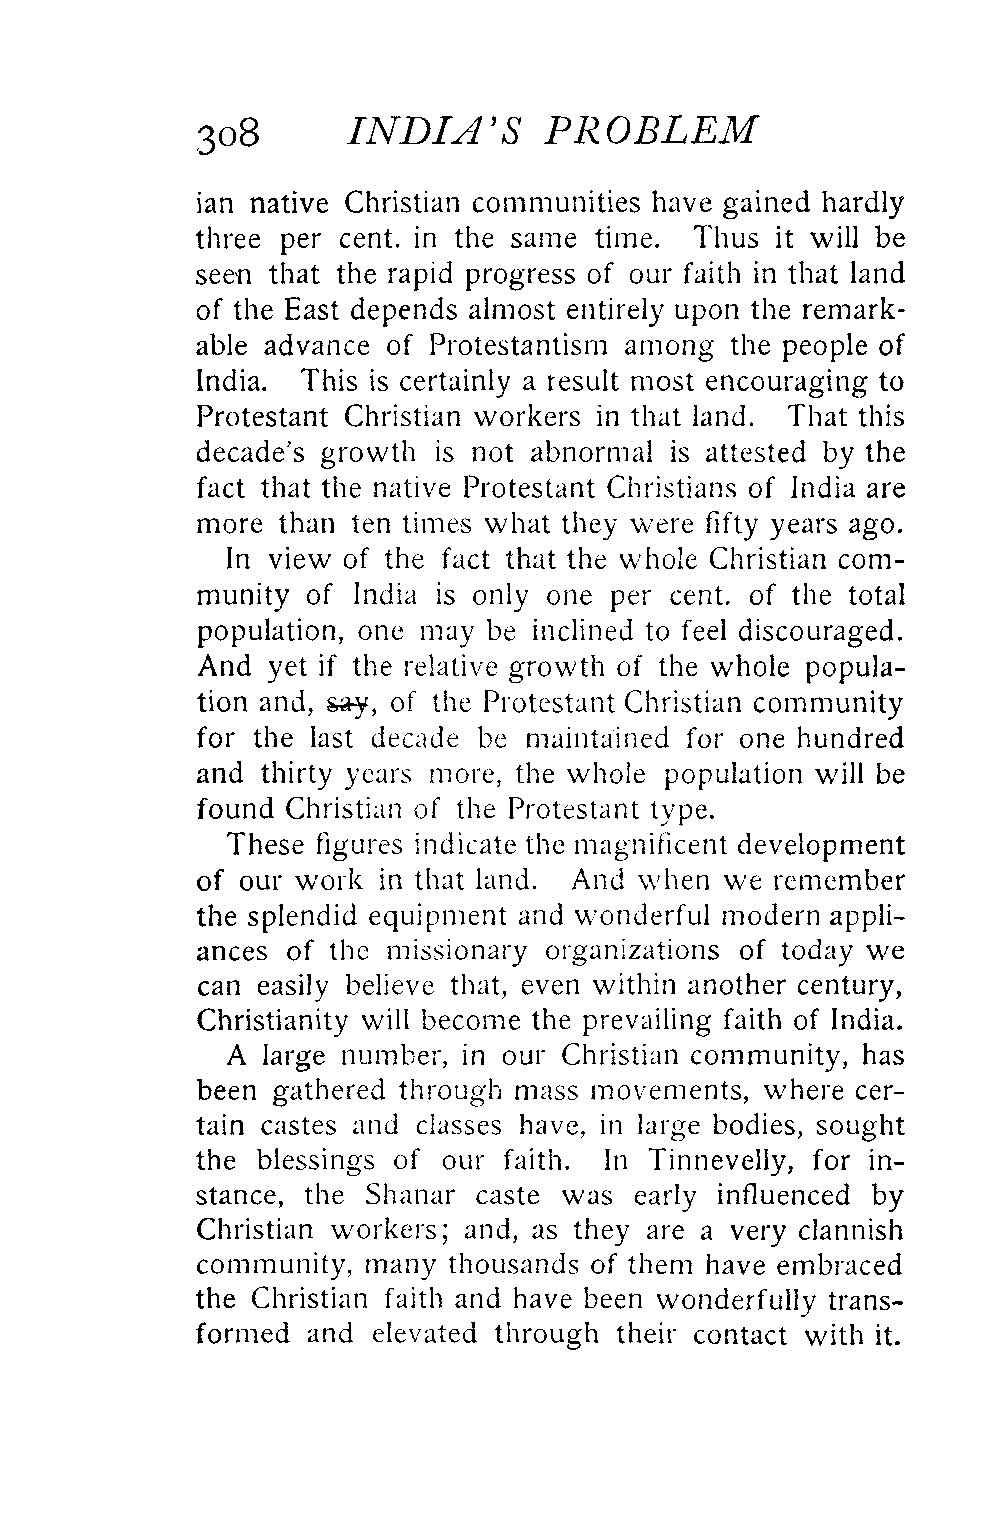 308 INDIA'S PROBLEM
ian native Christian communities have gained hardly
three per cent. in the same time. Thus it will be
seen that the rapid progress of our faith in that land
of the East depends almost entirely upon the remark-
able advance of Protestantism among the people of
India. This is certainly a result most encouraging to
Protestant Christian workers in that land. That this
decade's growth is not abnormal is attested by the
fact that the native Protestant Christians of India are
more than ten times what they were fifty years ago.
In view of the fact that the whole Christian com-
munity of India is only one per cent. of the total
population, one may be inclined to feel discouraged.
And yet if the relative growth of the whole popula-
tion and, say, of the Protestant Christian community
for the last decade be maintained for one hundred
and thirty years more, the whole population will be
found Christian of the Protestant type.
These figures indicate the magnificent development
of our work in that land. And when we remember
the splendid equipment and wonderful modern appli-
ances of the missionary organizations of today we
can easily believe that, even within another century,
Christianity will become the prevailing faith of India.
A large number, in our Christian community, has
been gathered through mass movements, where cer-
tain castes and classes have, in large bodies, sought
the blessings of our faith. In Tinnevelly, for in-
stance, the Shanar caste was early influenced by
Christian workers; and, as they are a very clannish
community, many thousands of them have embraced
the Christian faith and have been wonderfully trans-
formed and elevated through their contact with it.